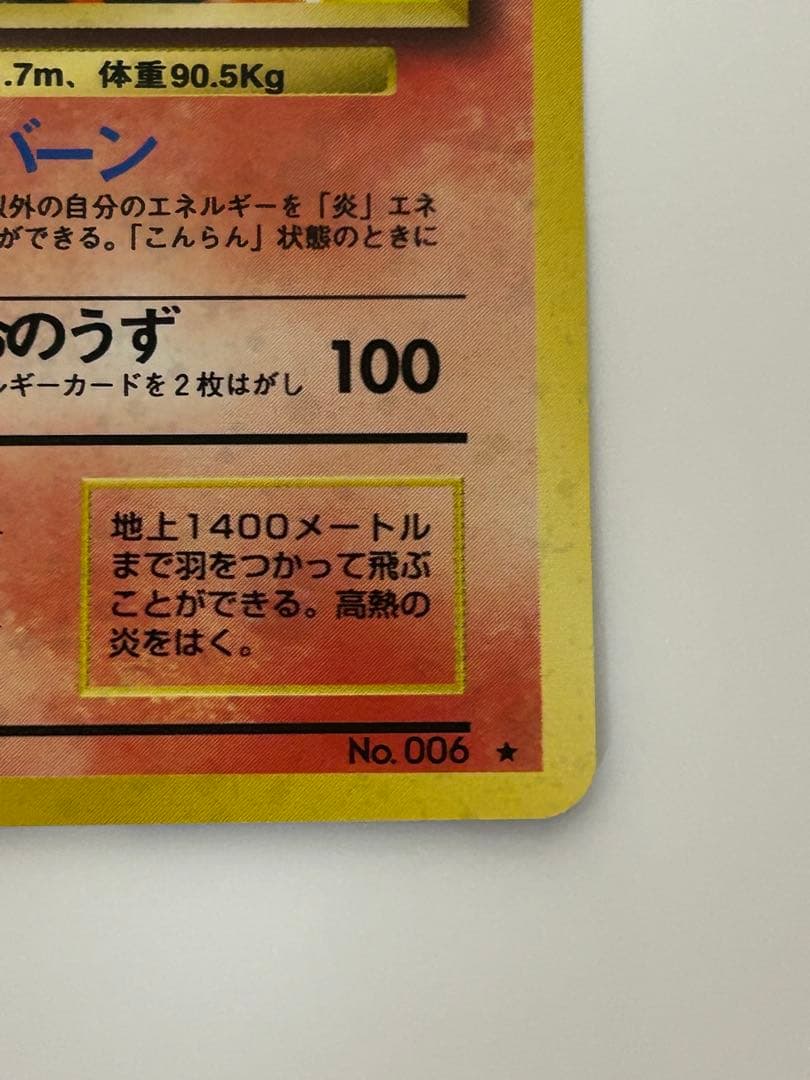 .7m、体重90.5Kg
バーン
以外の自分のエネルギーを「炎」エネ
ができる。「こんらん」状態のときに
のうず
ルギーカードを2枚はがし
100
地上1400メートル
まで羽をつかって飛ぶ
ことができる。高熱の
炎をはく。
No.006 ★